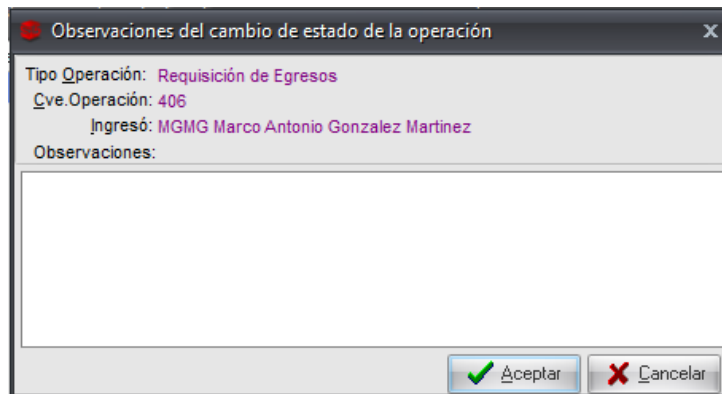 Observaciones del cambio de estado de la operación
Tipo Operación: Requisición de Egresos
Cve.Operación: 406
Ingresó: MGMG Marco Antonio Gonzalez Martinez
Observaciones:
Aceptar Cancelar